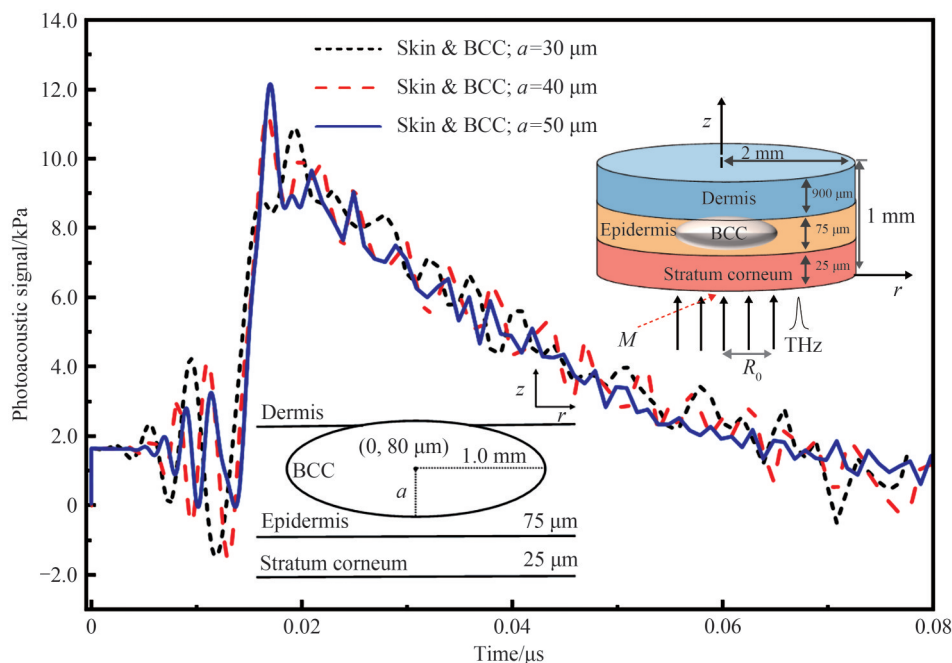 14.0
12.0
10.0
8.0
6.0
4.0
2.0
0
−2.0
Photoacoustic signal/kPa
0
0.02
0.04
0.06
0.08
Time/μs
Skin & BCC; a=30 μm
Skin & BCC; a=40 μm
Skin & BCC; a=50 μm
z
2 mm
Dermis
900 μm
1 mm
Epidermis
BCC
75 μm
Stratum corneum
25 μm
r
M
R0
THz
z
r
Dermis
(0, 80 μm)
1.0 mm
BCC
a
Epidermis
75 μm
Stratum corneum
25 μm